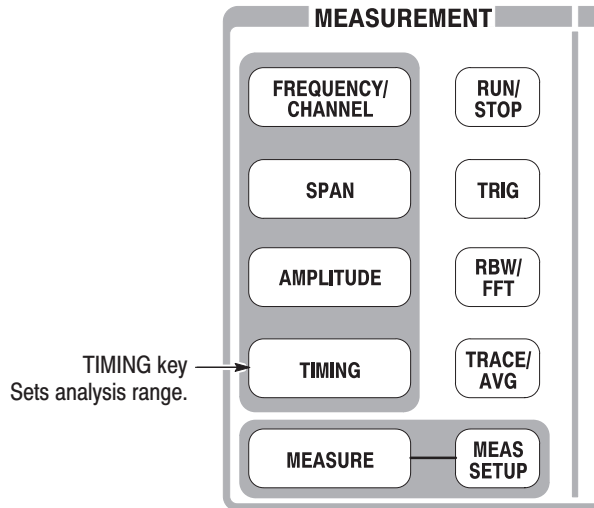 MEASUREMENT
FREQUENCY/
CHANNEL
RUN/
STOP
SPAN
TRIG
AMPLITUDE
RBW/
FFT
TIMING key
Sets analysis range.
TIMING
TRACE/
AVG
MEASURE
MEAS
SETUP